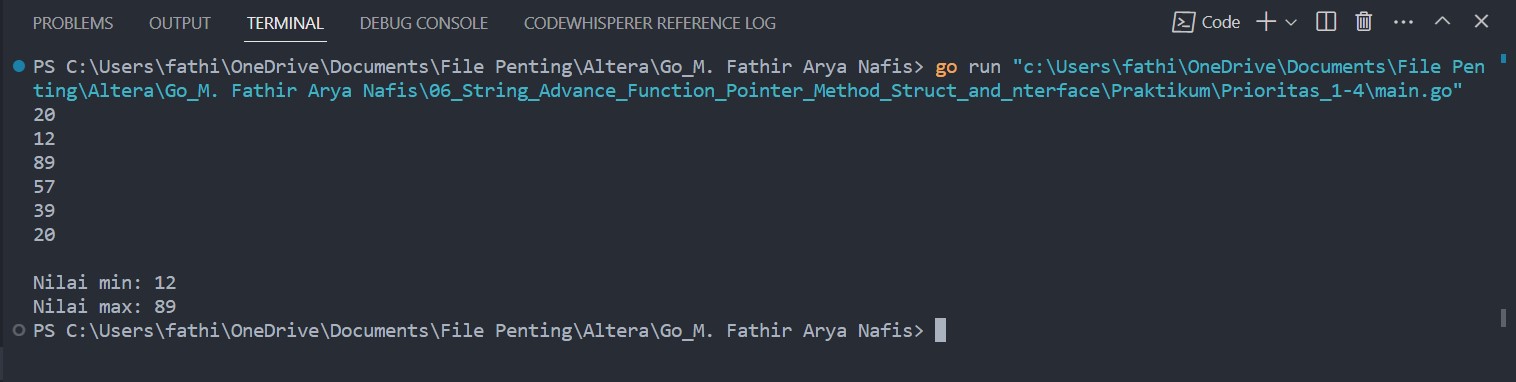 PROBLEMS OUTPUT TERMINAL DEBUG CONSOLE CODEWHISPERER REFERENCE LOG Code
PS C:\Users\fathi\OneDrive\Documents\File Penting\Altera\Go_M. Fathir Arya Nafis> go run "c:\Users\fathi\OneDrive\Documents\File Pen
ting\Altera\Go_M. Fathir Arya Nafis\06_String_Advance_Function_Pointer_Method_Struct_and_nterface\Praktikum\Prioritas_1-4\main.go"
20
12
89
57
39
20
Nilai min: 12
Nilai max: 89
PS C:\Users\fathi\OneDrive\Documents\File Penting\Altera\Go_M. Fathir Arya Nafis>